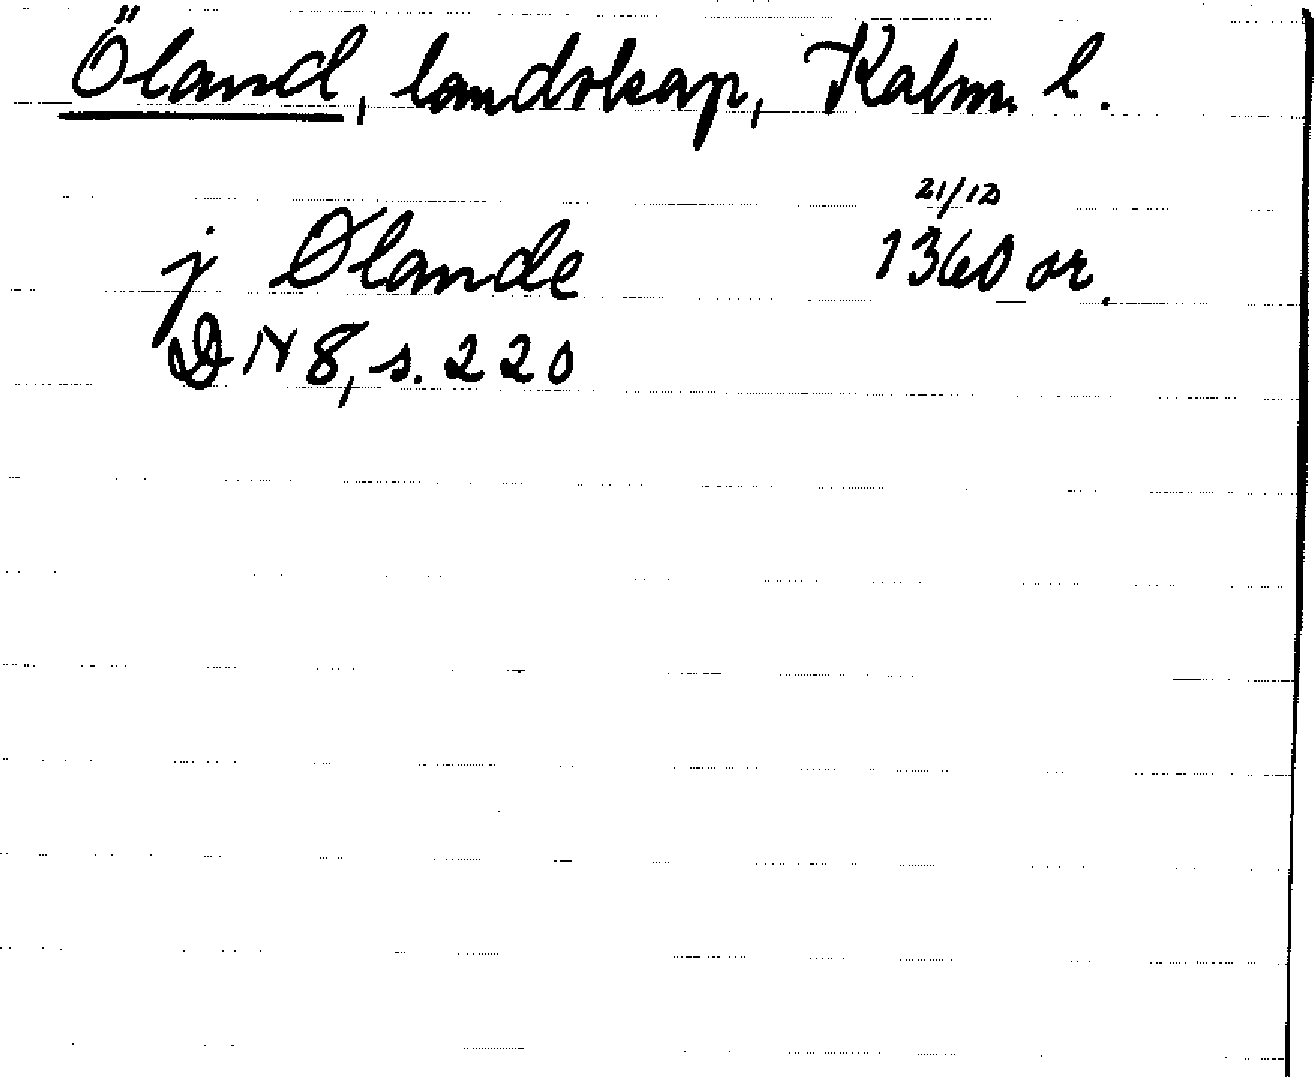 Öland, landskap, Kalm. l.
j Ølande 21/12 1360 or.
DN 8, s. 220